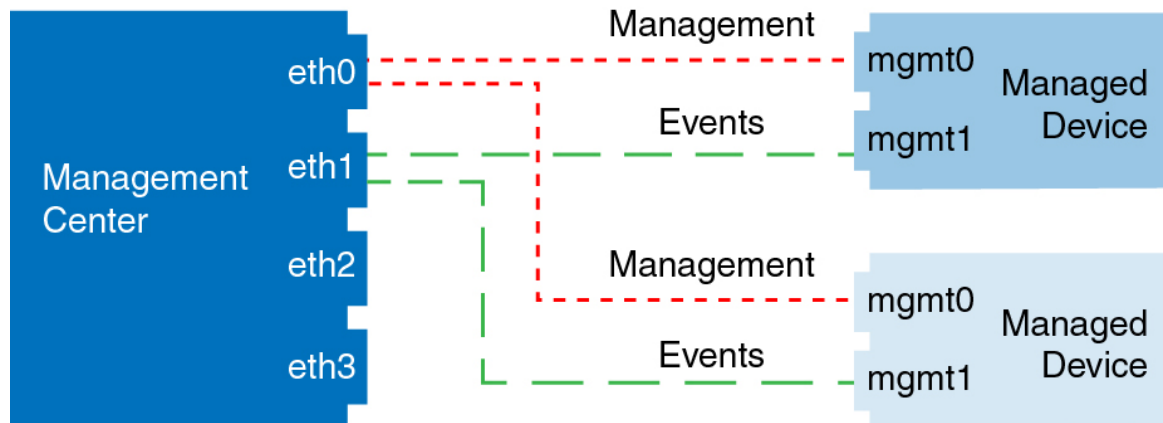 Management
Center
eth0
eth1
eth2
eth3
Management
Events
Management
Events
mgmt0
mgmt1
Managed
Device
mgmt0
mgmt1
Managed
Device